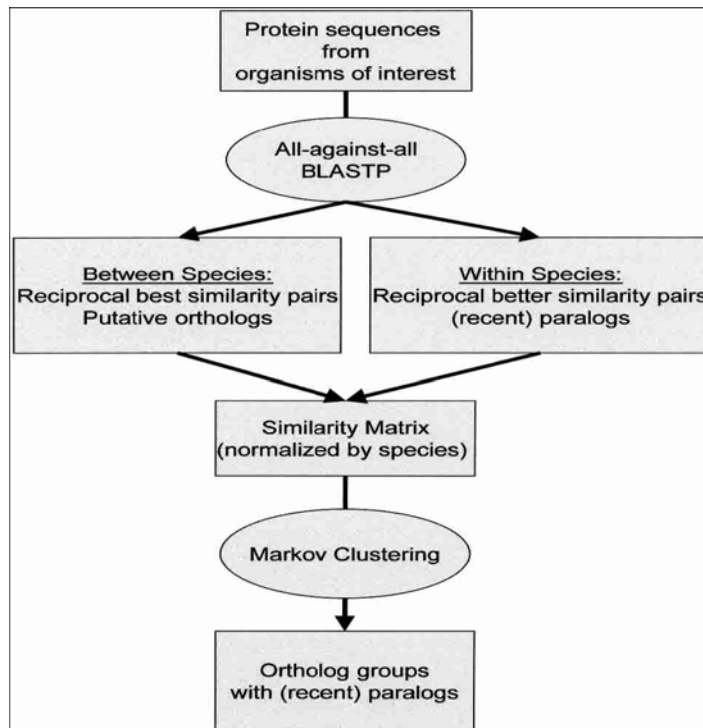 Protein sequences
from
organisms of interest
All-against-all
BLASTP
Between Species:
Reciprocal best similarity pairs
Putative orthologs
Within Species:
Reciprocal better similarity pairs
(recent) paralogs
Similarity Matrix
(normalized by species)
Markov Clustering
Ortholog groups
with (recent) paralogs